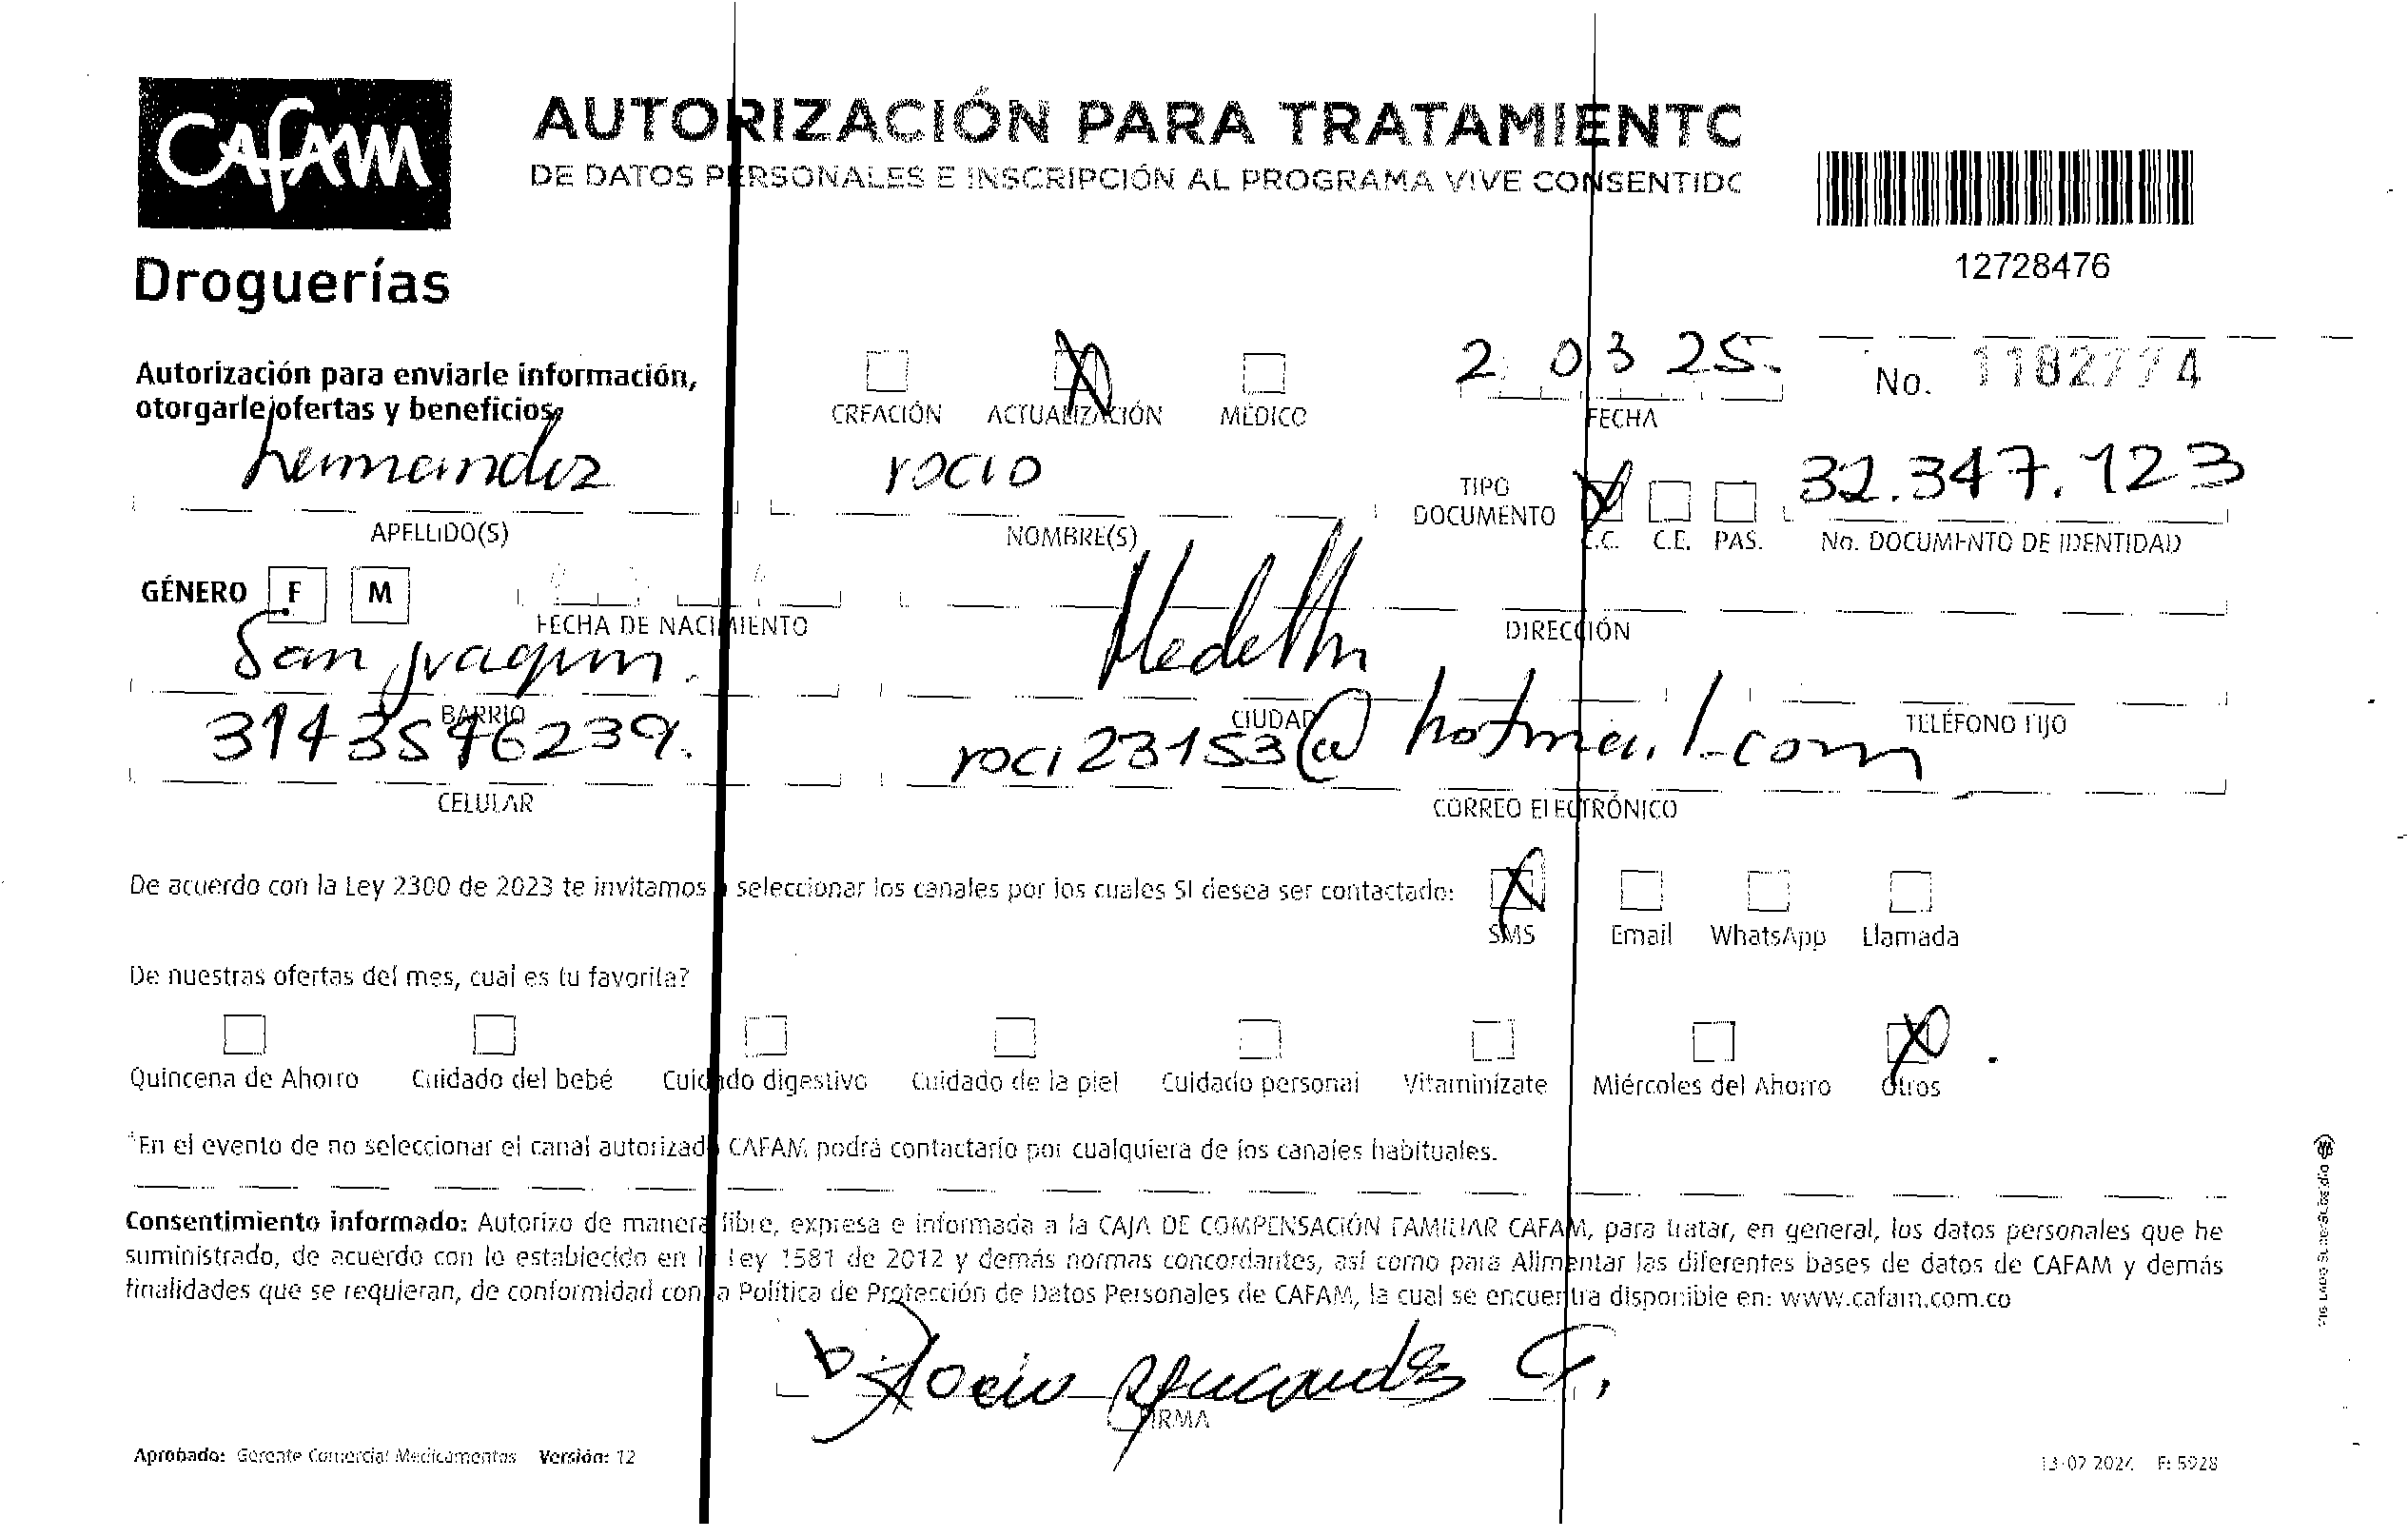 CAFAM
Droguerías
AUTORIZACIÓN PARA TRATAMIENTO
DE DATOS PERSONALES E INSCRIPCIÓN AL PROGRAMA VIVE CONSENTIDO
12728476
Autorización para enviarle información,
otorgarle ofertas y beneficios
CREACIÓN ACTUALIZACIÓN MÉDICO
2 03 25.
FECHA
No. 1182774
hernandez rocio
APELLIDO(S) NOMBRE(S)
TIPO DOCUMENTO C.C. C.E. PAS.
32.347.123
No. DOCUMENTO DE IDENTIDAD
GÉNERO F M
FECHA DE NACIMIENTO DIRECCIÓN
San Joaquin. Medellin
BARRIO CIUDAD TELÉFONO FIJO
3143546239. roci23153@hotmail.com
CELULAR CORREO ELECTRÓNICO
De acuerdo con la Ley 2300 de 2023 te invitamos a seleccionar los canales por los cuales SI desea ser contactado:
SMS Email WhatsApp Llamada
De nuestras ofertas del mes, cual es tu favorita?
Quincena de Ahorro Cuidado del bebé Cuidado digestivo Cuidado de la piel Cuidado personal Vitaminízate Miércoles del Ahorro Otros
*En el evento de no seleccionar el canal autorizado CAFAM podrá contactarlo por cualquiera de los canales habituales.
Consentimiento informado: Autorizo de manera libre, expresa e informada a la CAJA DE COMPENSACIÓN FAMILIAR CAFAM, para tratar, en general, los datos personales que he
suministrado, de acuerdo con lo establecido en la Ley 1581 de 2012 y demás normas concordantes, así como para Alimentar las diferentes bases de datos de CAFAM y demás
finalidades que se requieran, de conformidad con la Política de Protección de Datos Personales de CAFAM, la cual se encuentra disponible en: www.cafam.com.co
Rocio Hernandez G.
FIRMA
Aprobado: Gerente Comercial Medicamentos Versión: 12
13-02 2024 F: 5928